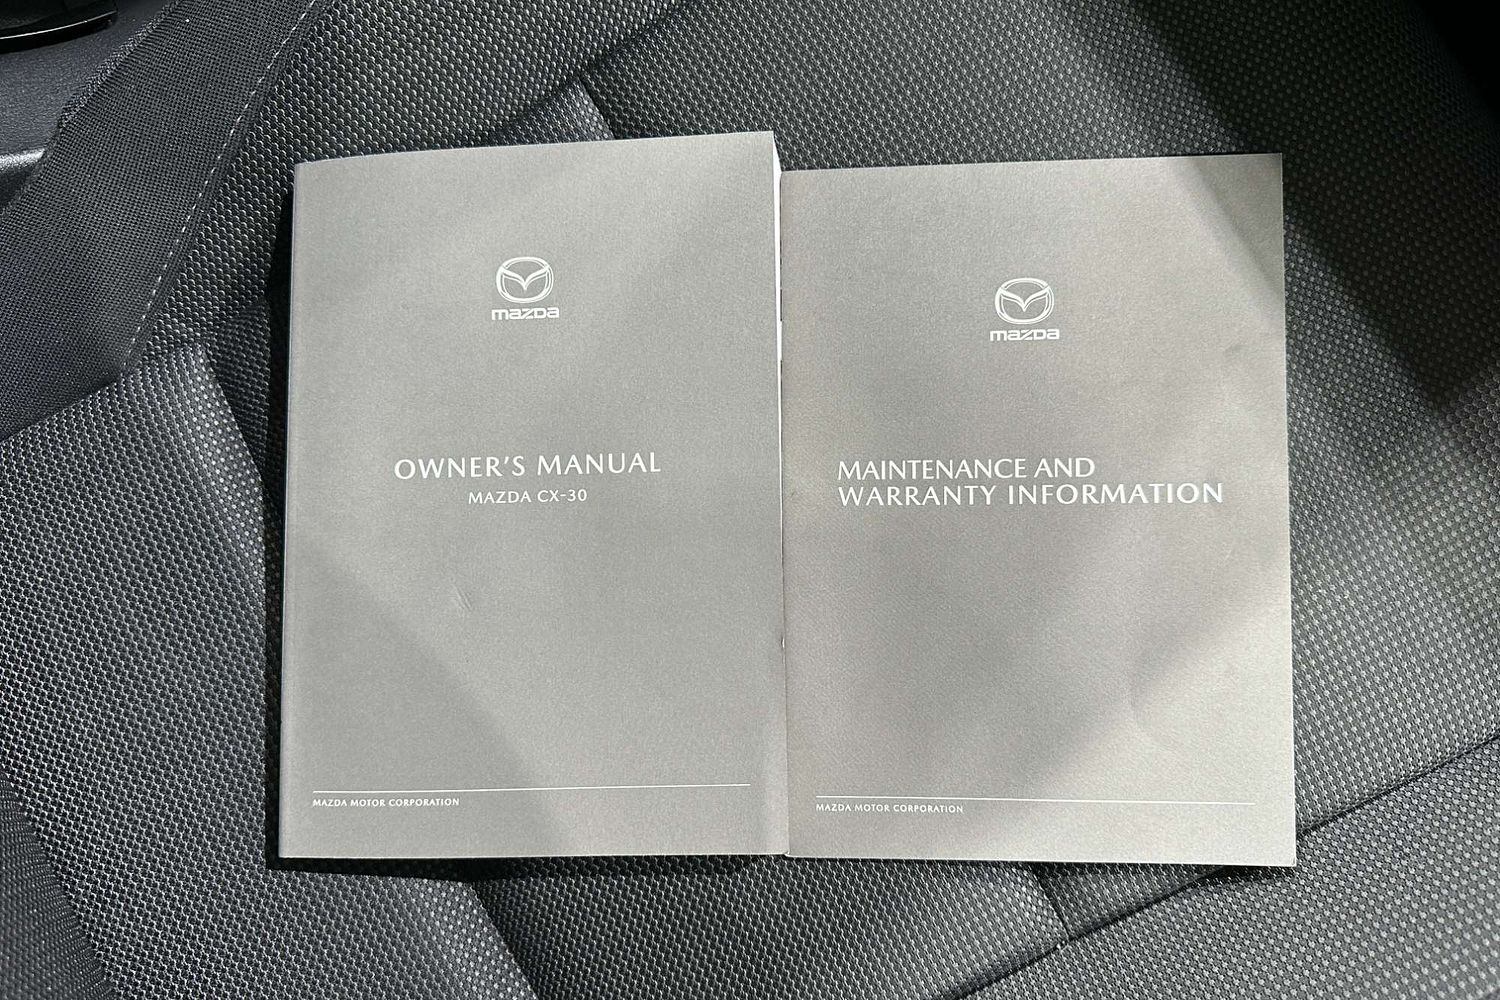 mazda
OWNER'S MANUAL
MAZDA CX-30
MAZDA MOTOR CORPORATION
mazda
MAINTENANCE AND
WARRANTY INFORMATION
MAZDA MOTOR CORPORATION